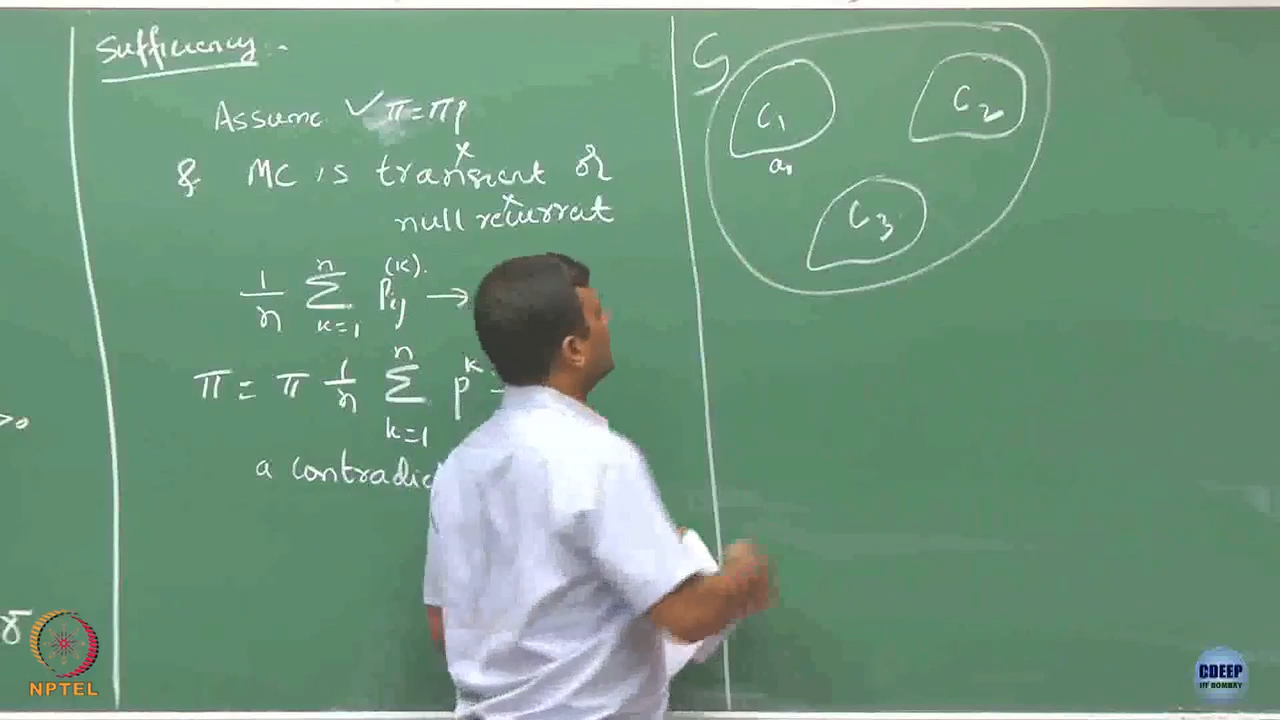 Sufficiency.
Assume ✓ π = πP
& MC is transient or
null recurrent
1/n Σ_{k=1}^{n} P_{ij}^{(k)} →
π = π 1/n Σ_{k=1}^{n} P^k
a contradic
>0
S
C1
C2
C3
NPTEL
CDEEP
IIT BOMBAY